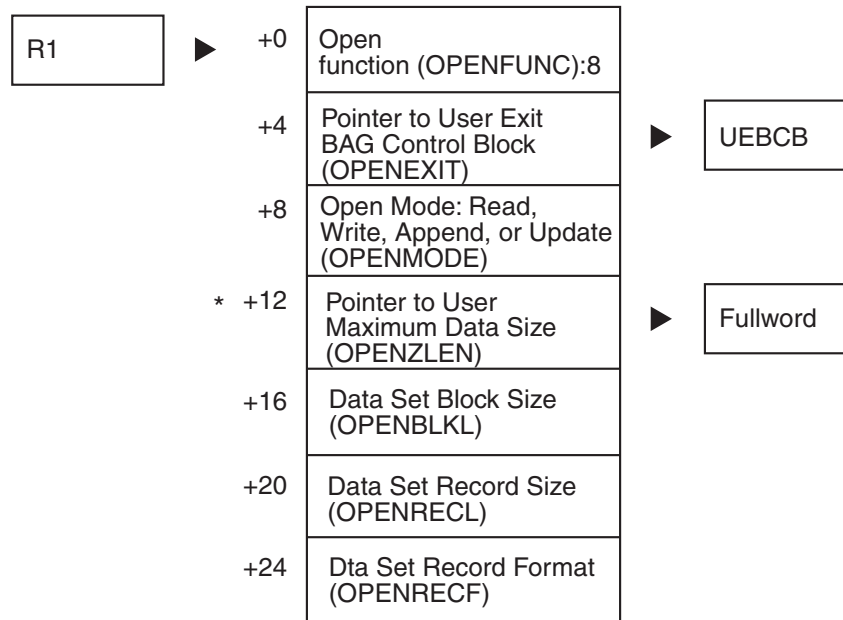 R1
+0
Open
function (OPENFUNC):8
+4
Pointer to User Exit
BAG Control Block
(OPENEXIT)
UEBCB
+8
Open Mode: Read,
Write, Append, or Update
(OPENMODE)
* +12
Pointer to User
Maximum Data Size
(OPENZLEN)
Fullword
+16
Data Set Block Size
(OPENBLKL)
+20
Data Set Record Size
(OPENRECL)
+24
Dta Set Record Format
(OPENRECF)